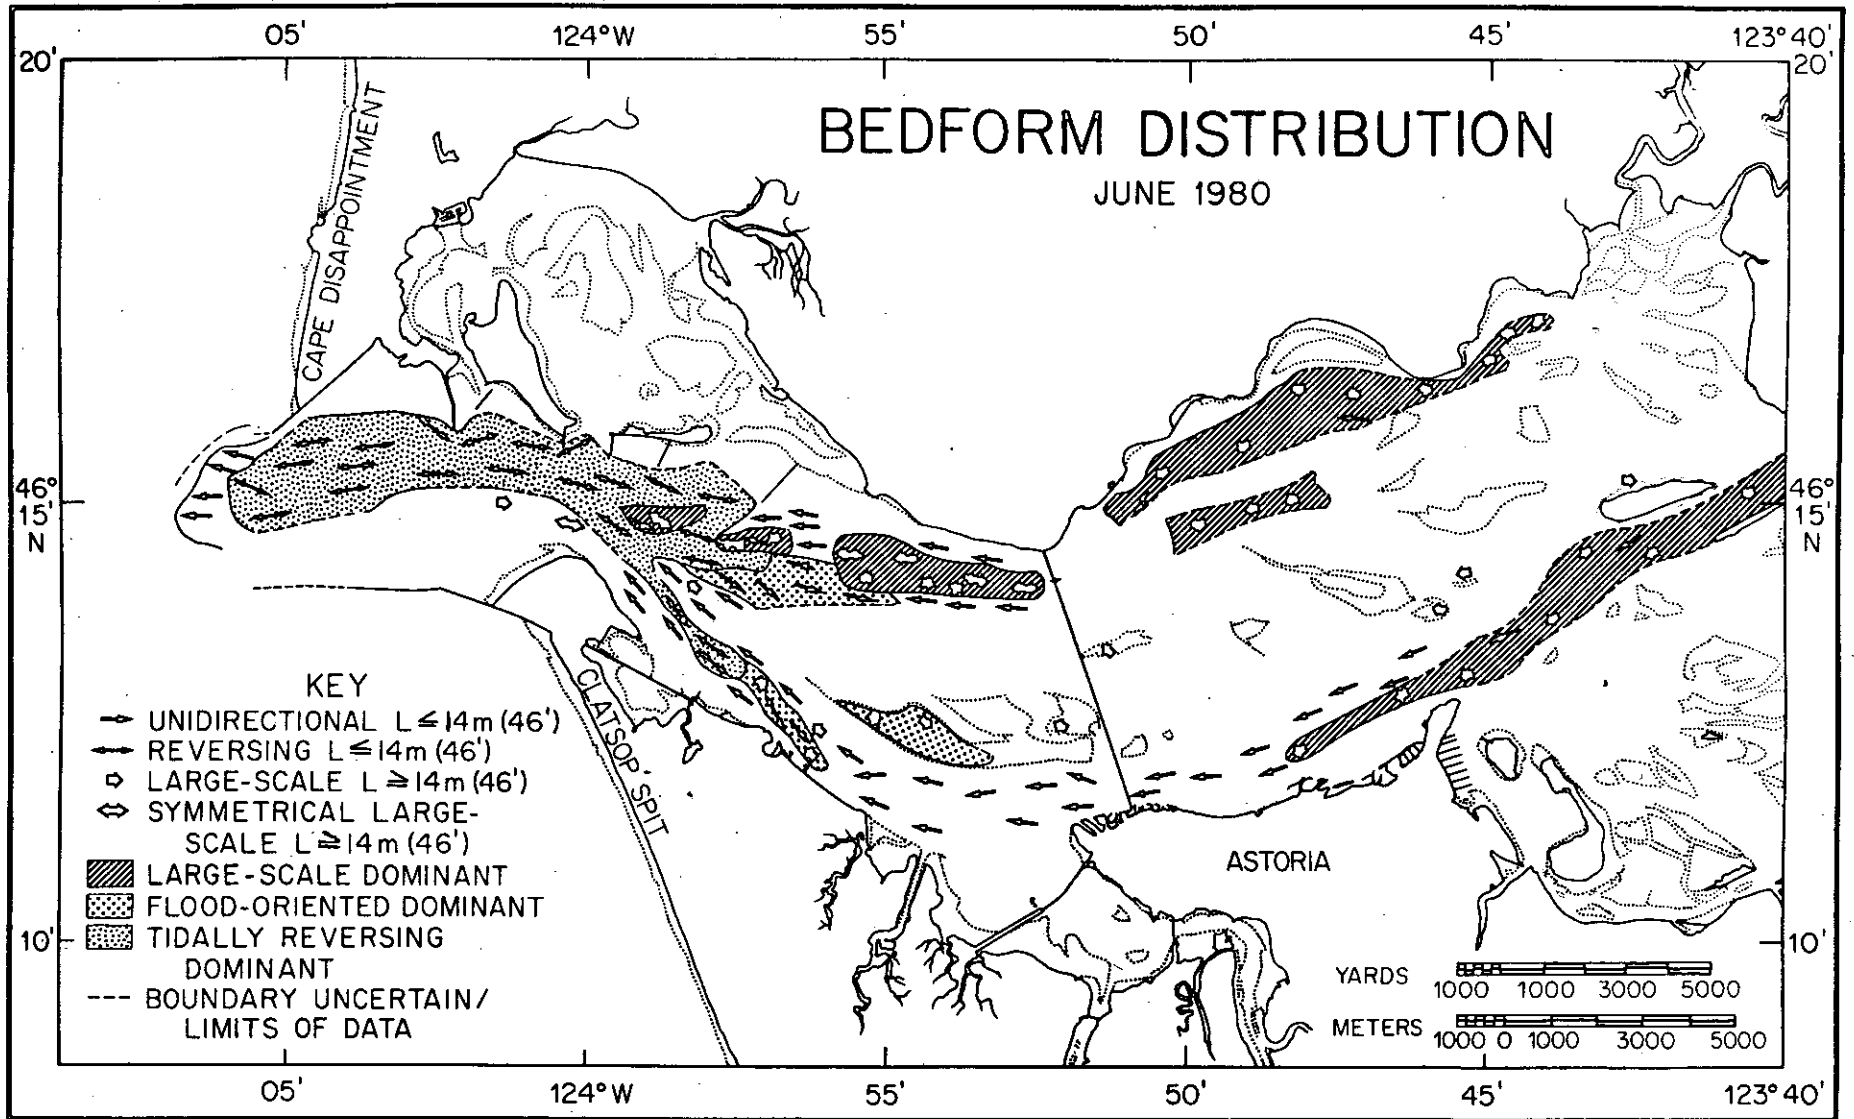 05'
124°W
55'
50'
45'
123°40'
20'
20'
BEDFORM DISTRIBUTION
JUNE 1980
CAPE DISAPPOINTMENT
46°
15'
N
46°
15'
N
KEY
UNIDIRECTIONAL L ≤ 14m (46')
REVERSING L ≤ 14m (46')
LARGE-SCALE L ≥ 14m (46')
SYMMETRICAL LARGE-
SCALE L ≥ 14m (46')
LARGE-SCALE DOMINANT
FLOOD-ORIENTED DOMINANT
TIDALLY REVERSING
DOMINANT
--- BOUNDARY UNCERTAIN/
LIMITS OF DATA
CLATSOP SPIT
ASTORIA
10'
10'
YARDS
1000 1000 3000 5000
METERS
1000 0 1000 3000 5000
05'
124°W
55'
50'
45'
123°40'